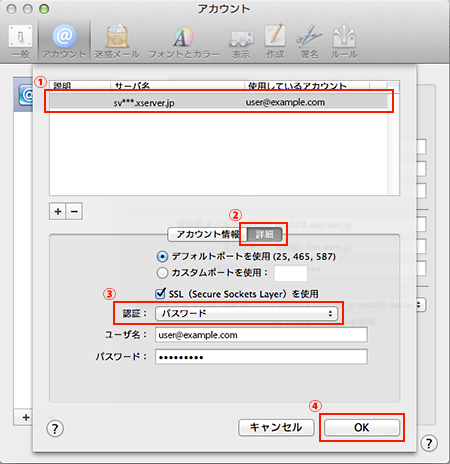 アカウント
一般 アカウント 迷惑メール フォントとカラー 表示 作成 署名 ルール
①
説明 サーバ名 使用しているアカウント
sv***.xserver.jp user@example.com
+ −
②
アカウント情報 詳細
デフォルトポートを使用 (25, 465, 587)
カスタムポートを使用：
SSL（Secure Sockets Layer）を使用
③
認証： パスワード
ユーザ名： user@example.com
パスワード： •••••••••
④
? キャンセル OK
+
?